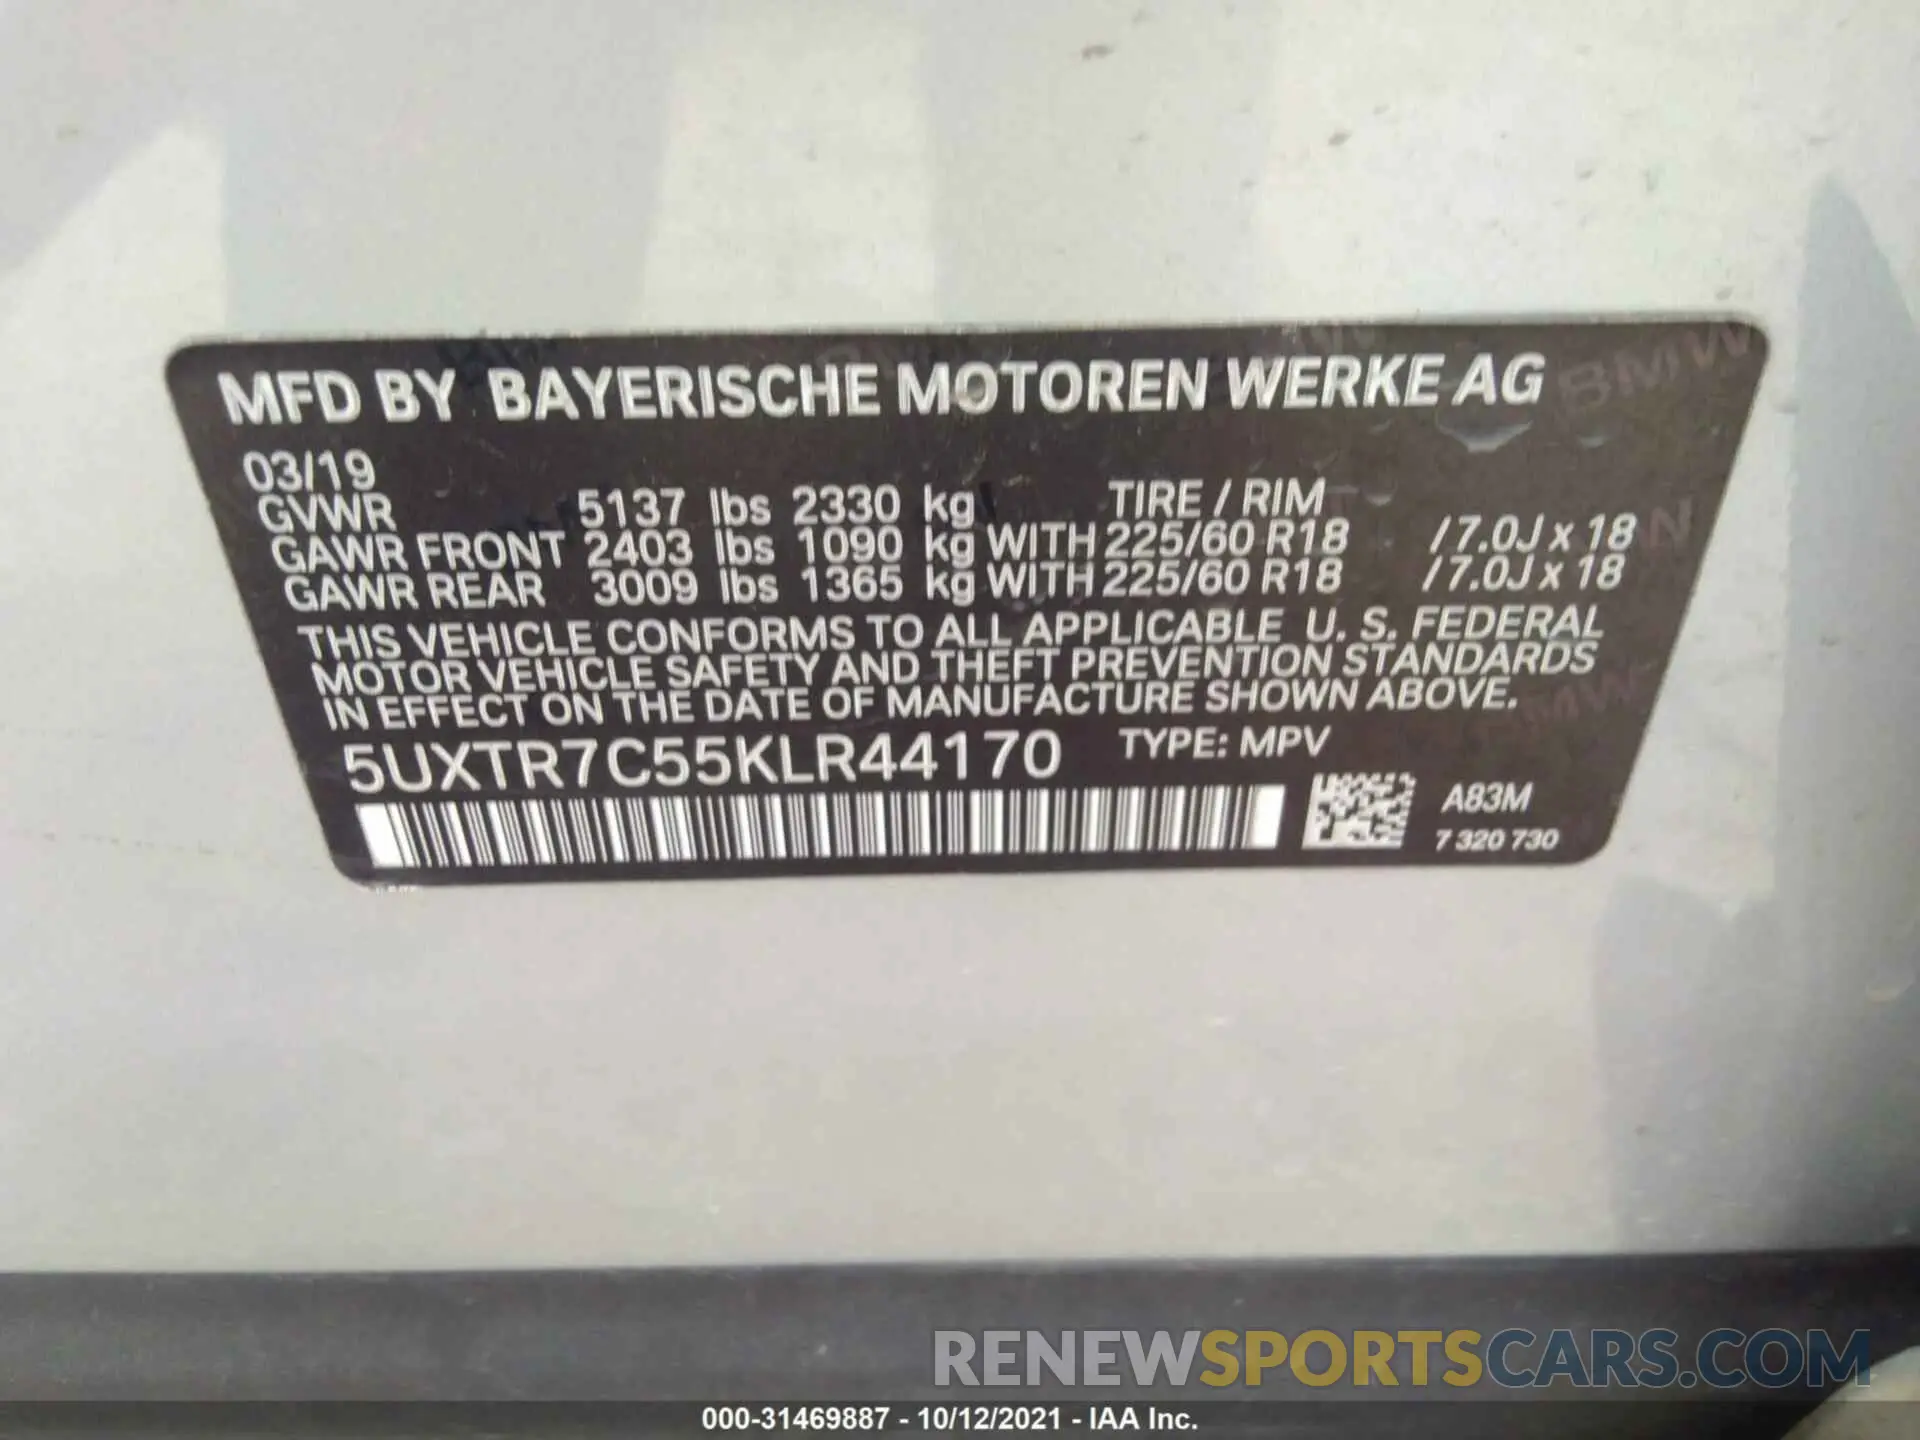 MFD BY BAYERISCHE MOTOREN WERKE AG
03/19
GVWR 5137 lbs 2330 kg TIRE / RIM
GAWR FRONT 2403 lbs 1090 kg WITH 225/60 R18 /7.0J x 18
GAWR REAR 3009 lbs 1365 kg WITH 225/60 R18 /7.0J x 18
THIS VEHICLE CONFORMS TO ALL APPLICABLE U. S. FEDERAL
MOTOR VEHICLE SAFETY AND THEFT PREVENTION STANDARDS
IN EFFECT ON THE DATE OF MANUFACTURE SHOWN ABOVE.
5UXTR7C55KLR44170 TYPE: MPV
A83M
7 320 730
RENEWSPORTSCARS.COM
000-31469887 - 10/12/2021 - IAA Inc.